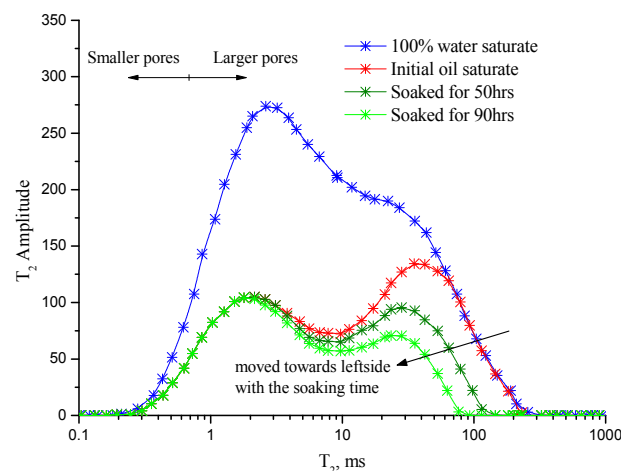 350
300
250
200
150
100
50
0
0.1
1
10
100
1000
T2 Amplitude
T2, ms
Smaller pores
Larger pores
100% water saturate
Initial oil saturate
Soaked for 50hrs
Soaked for 90hrs
moved towards leftside
with the soaking time